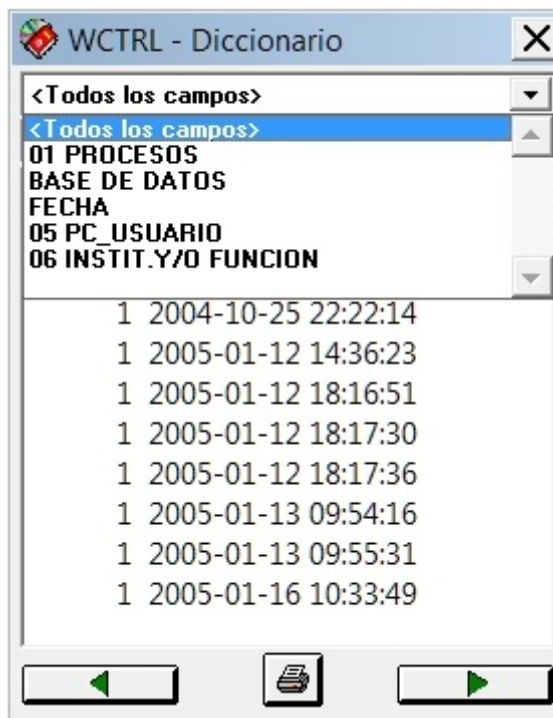 WCTRL - Diccionario
<Todos los campos>
<Todos los campos>
01 PROCESOS
BASE DE DATOS
FECHA
05 PC_USUARIO
06 INSTIT.Y/O FUNCION
1 2004-10-25 22:22:14
1 2005-01-12 14:36:23
1 2005-01-12 18:16:51
1 2005-01-12 18:17:30
1 2005-01-12 18:17:36
1 2005-01-13 09:54:16
1 2005-01-13 09:55:31
1 2005-01-16 10:33:49